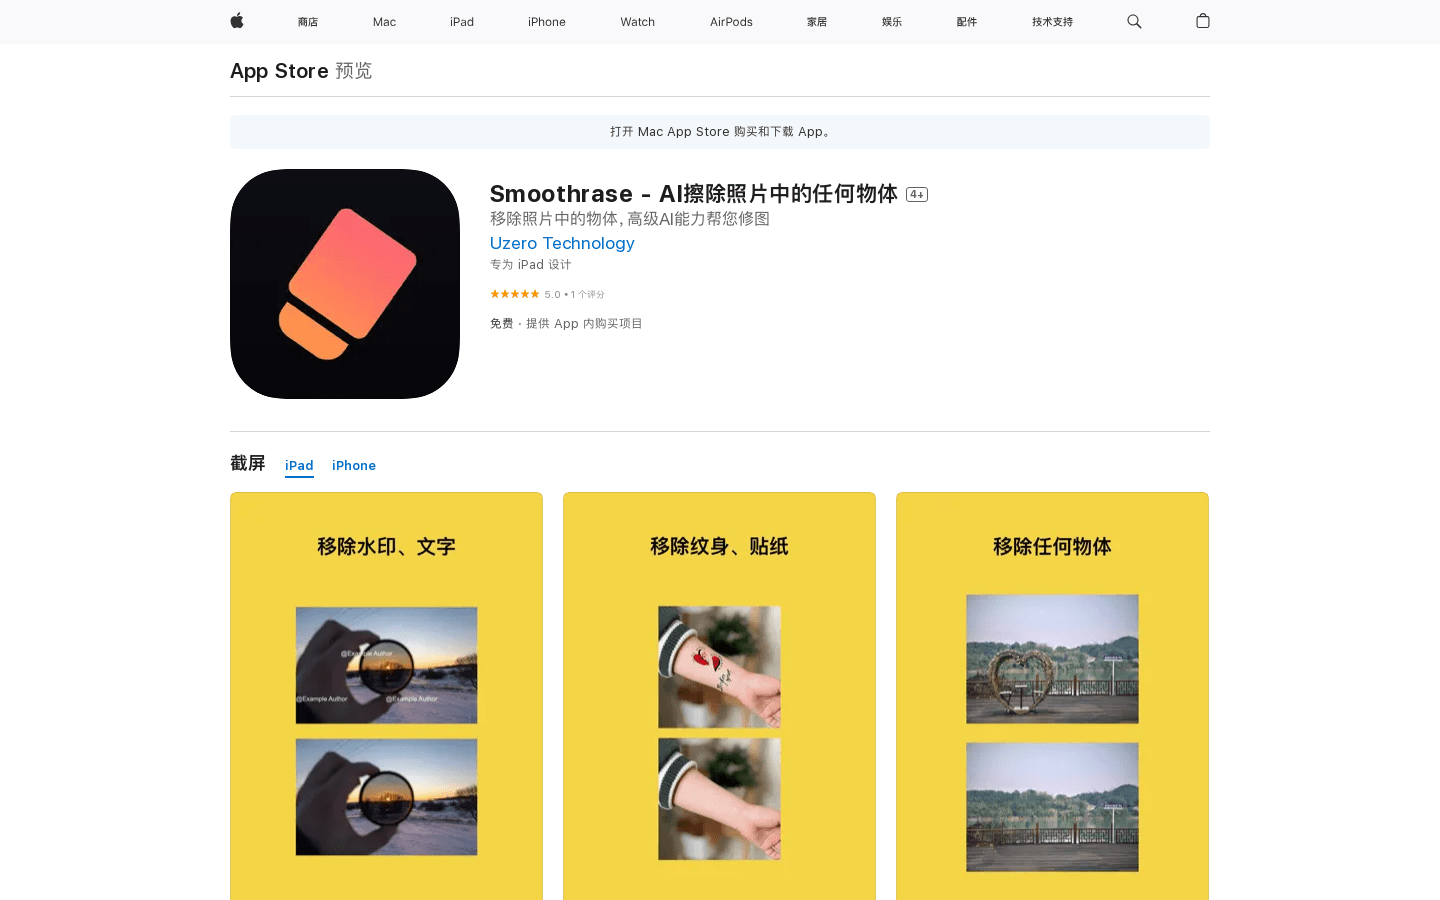 商店 Mac iPad iPhone Watch AirPods 家居 娱乐 配件 技术支持
App Store 预览
打开 Mac App Store 购买和下载 App。
Smoothrase - AI擦除照片中的任何物体 4+
移除照片中的物体，高级AI能力帮您修图
Uzero Technology
专为 iPad 设计
★★★★★ 5.0 • 1 个评分
免费 · 提供 App 内购买项目
截屏 iPad iPhone
移除水印、文字
@Example Author
@Example Author @Example Author
移除纹身、贴纸
移除任何物体